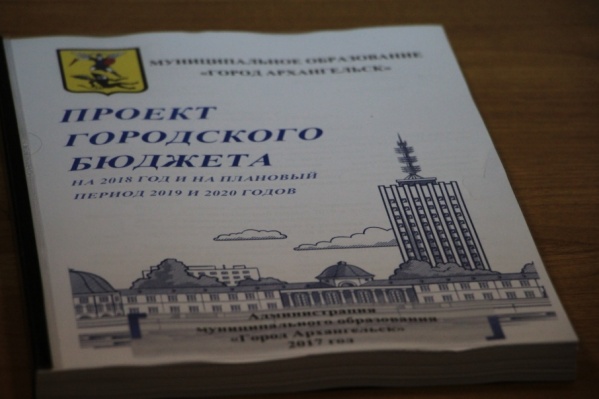 МУНИЦИПАЛЬНОЕ ОБРАЗОВАНИЕ
«ГОРОД АРХАНГЕЛЬСК»
ПРОЕКТ
ГОРОДСКОГО
БЮДЖЕТА
НА 2018 ГОД И НА ПЛАНОВЫЙ
ПЕРИОД 2019 И 2020 ГОДОВ
Администрация
муниципального образования
«Город Архангельск»
2017 год